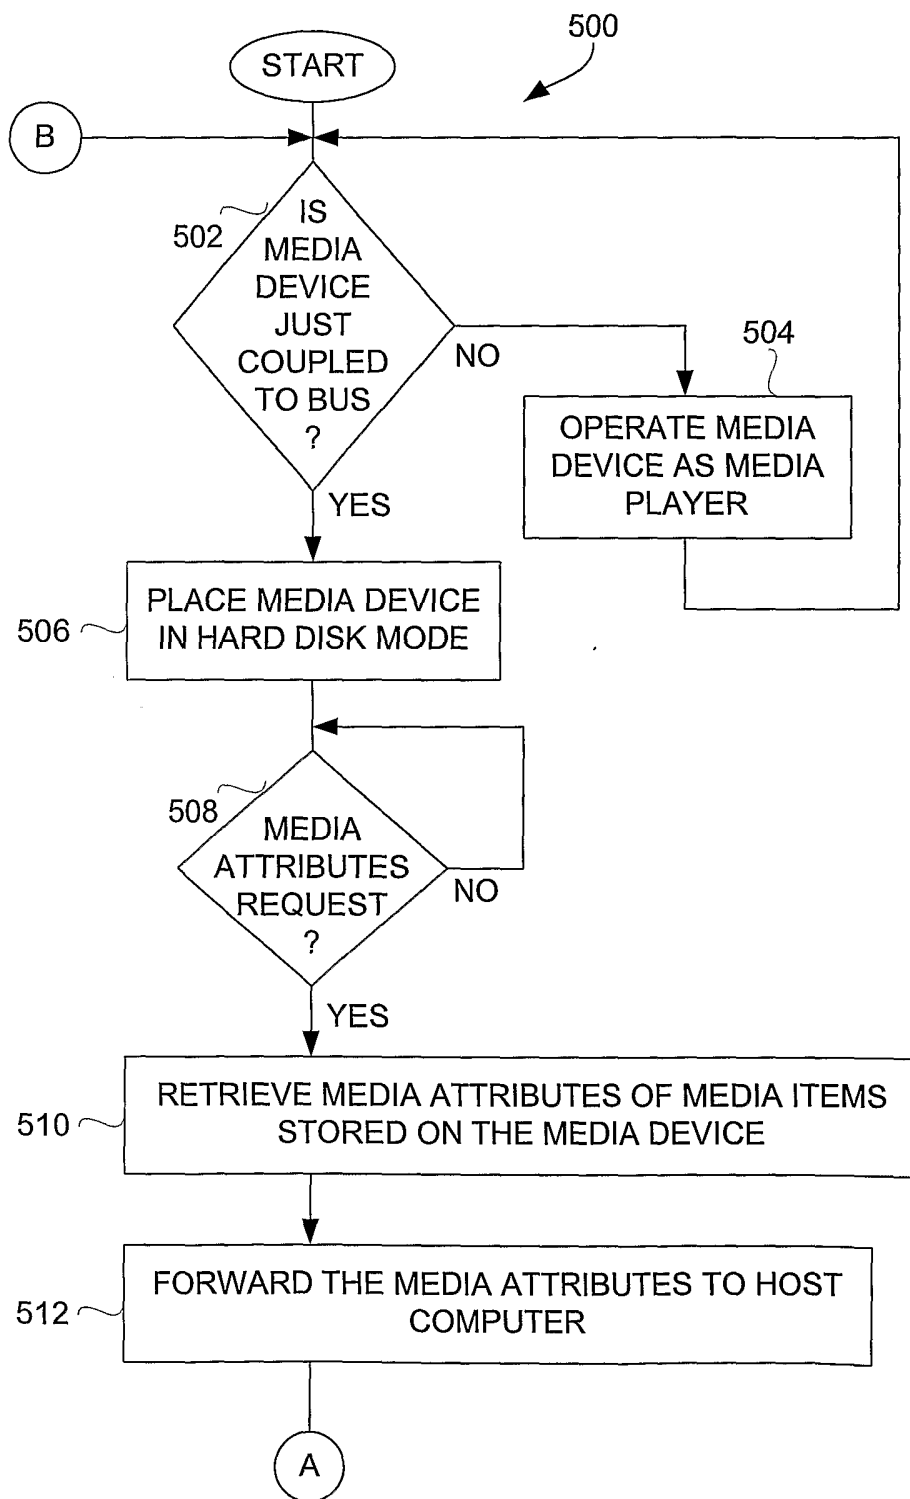 500
START
B
502
IS
MEDIA
DEVICE
JUST
COUPLED
TO BUS
?
NO
504
OPERATE MEDIA
DEVICE AS MEDIA
PLAYER
YES
506
PLACE MEDIA DEVICE
IN HARD DISK MODE
508
MEDIA
ATTRIBUTES
REQUEST
?
NO
YES
510
RETRIEVE MEDIA ATTRIBUTES OF MEDIA ITEMS
STORED ON THE MEDIA DEVICE
512
FORWARD THE MEDIA ATTRIBUTES TO HOST
COMPUTER
A